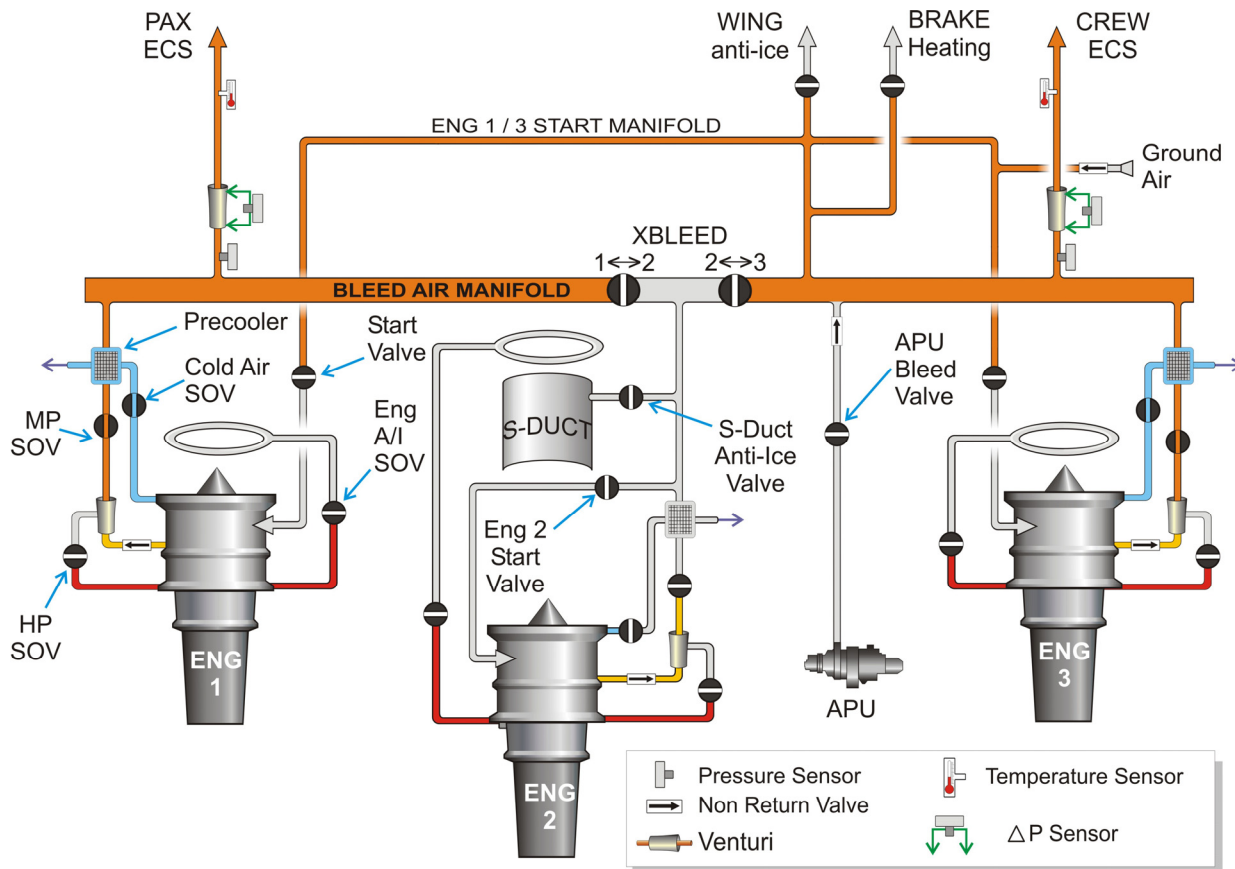 PAX
ECS
WING
anti-ice
BRAKE
Heating
CREW
ECS
ENG 1 / 3 START MANIFOLD
Ground
Air
XBLEED
1↔2
2↔3
BLEED AIR MANIFOLD
Precooler
Start
Valve
Cold Air
SOV
MP
SOV
Eng
A/I
SOV
S-DUCT
S-Duct
Anti-Ice
Valve
APU
Bleed
Valve
Eng 2
Start
Valve
HP
SOV
ENG
1
ENG
2
APU
ENG
3
Pressure Sensor
Temperature Sensor
Non Return Valve
Venturi
△P Sensor